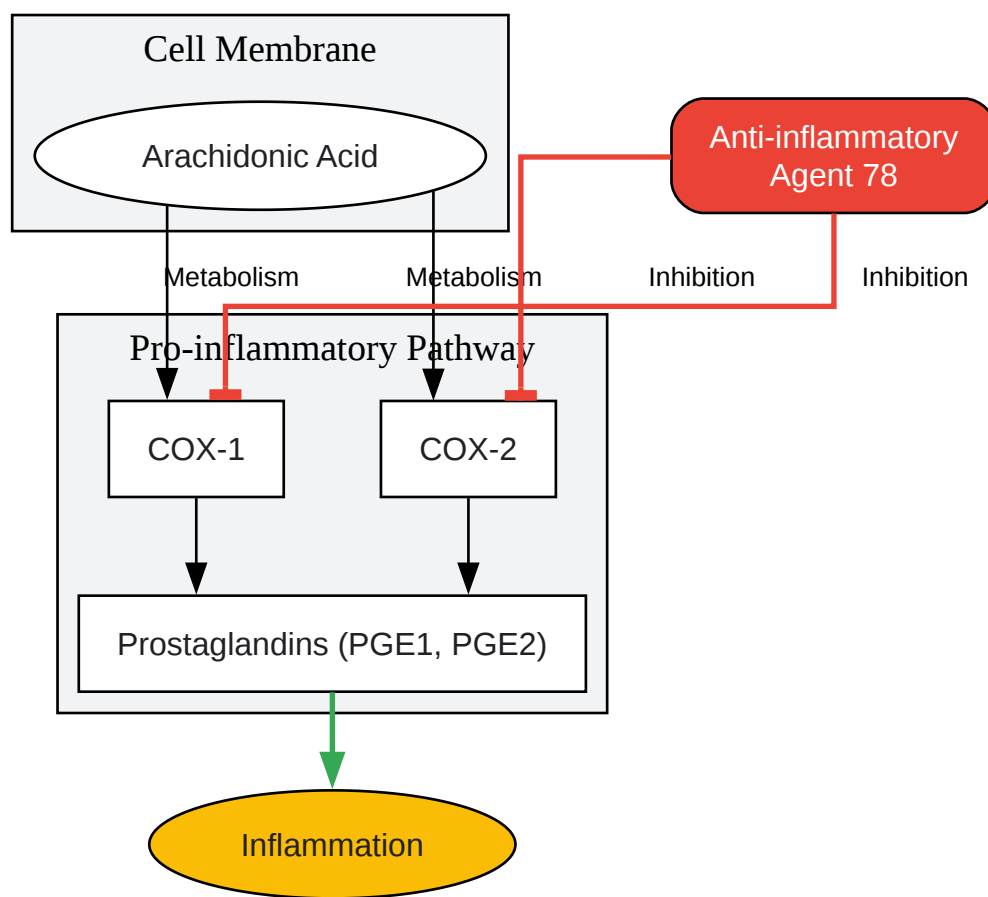 Cell Membrane
Arachidonic Acid
Anti-inflammatory
Agent 78
Metabolism
Metabolism
Inhibition
Inhibition
Pro-inflammatory Pathway
COX-1
COX-2
Prostaglandins (PGE1, PGE2)
Inflammation